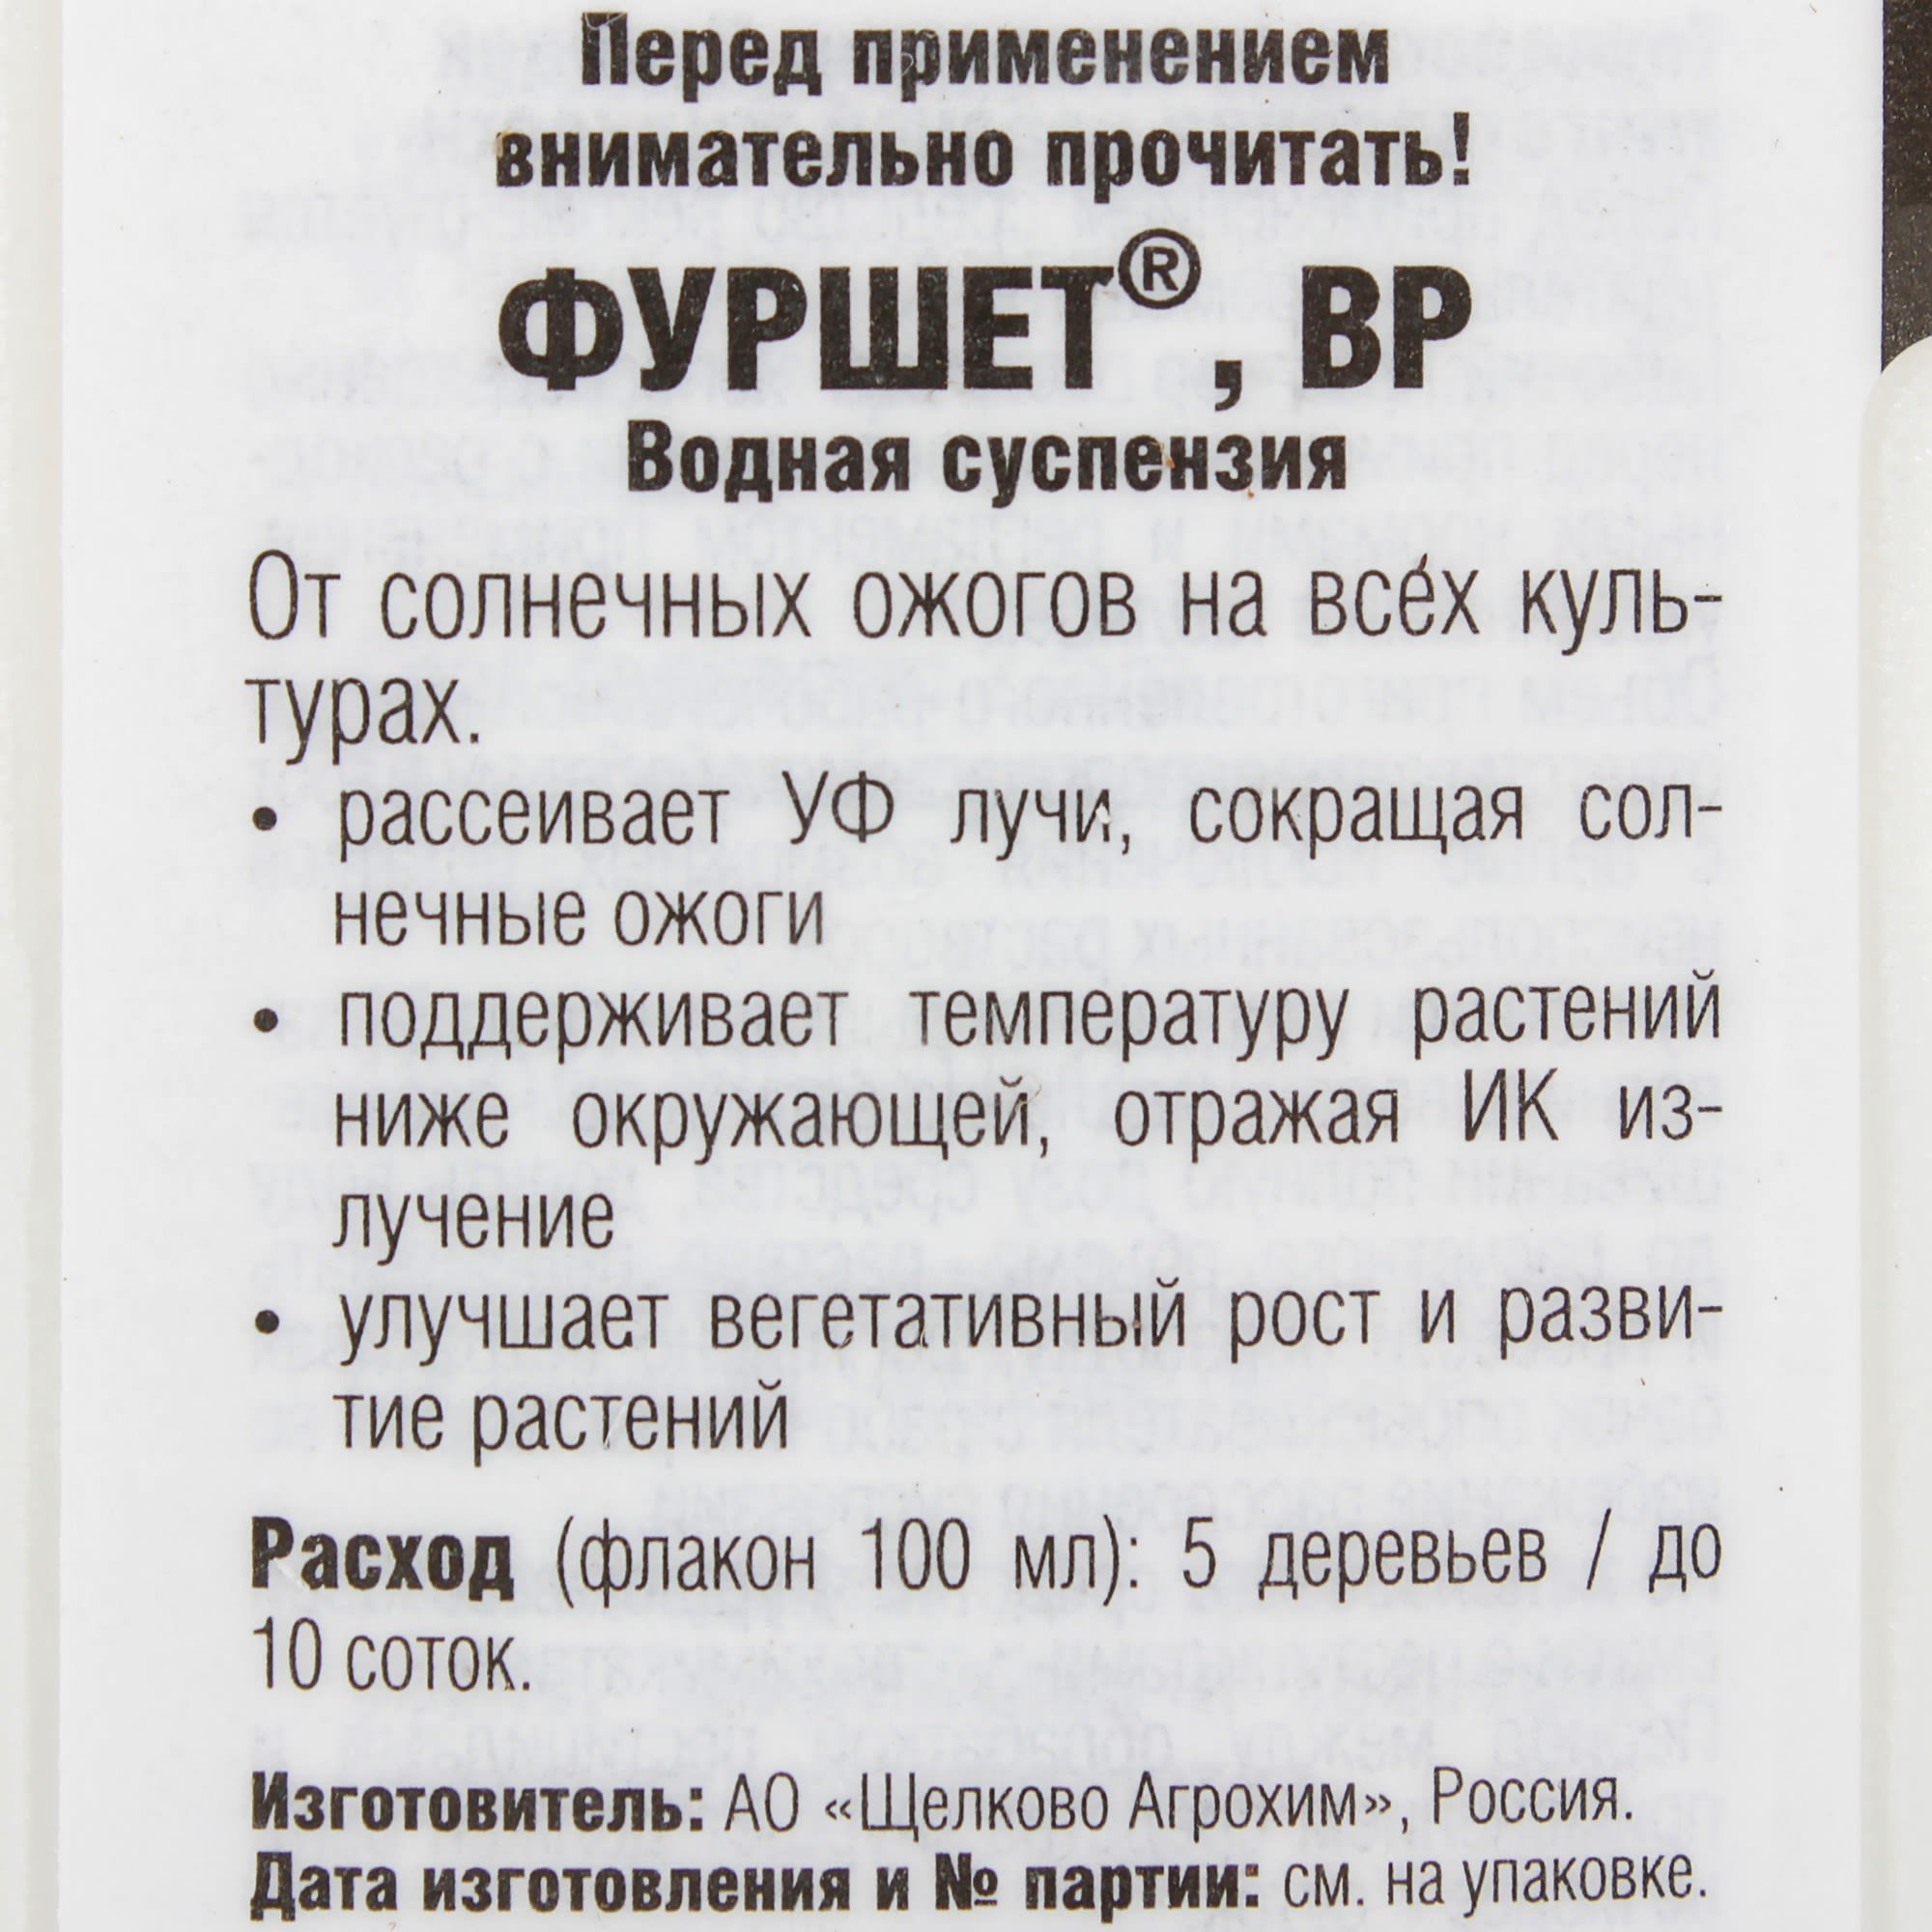 Перед применением
внимательно прочитать!
ФУРШЕТ®, ВР
Водная суспензия
От солнечных ожогов на всех куль-
турах.
• рассеивает УФ лучи, сокращая сол-
нечные ожоги
• поддерживает температуру растений
ниже окружающей, отражая ИК из-
лучение
• улучшает вегетативный рост и разви-
тие растений
Расход (флакон 100 мл): 5 деревьев / до
10 соток.
Изготовитель: АО «Щелково Агрохим», Россия.
Дата изготовления и № партии: см. на упаковке.